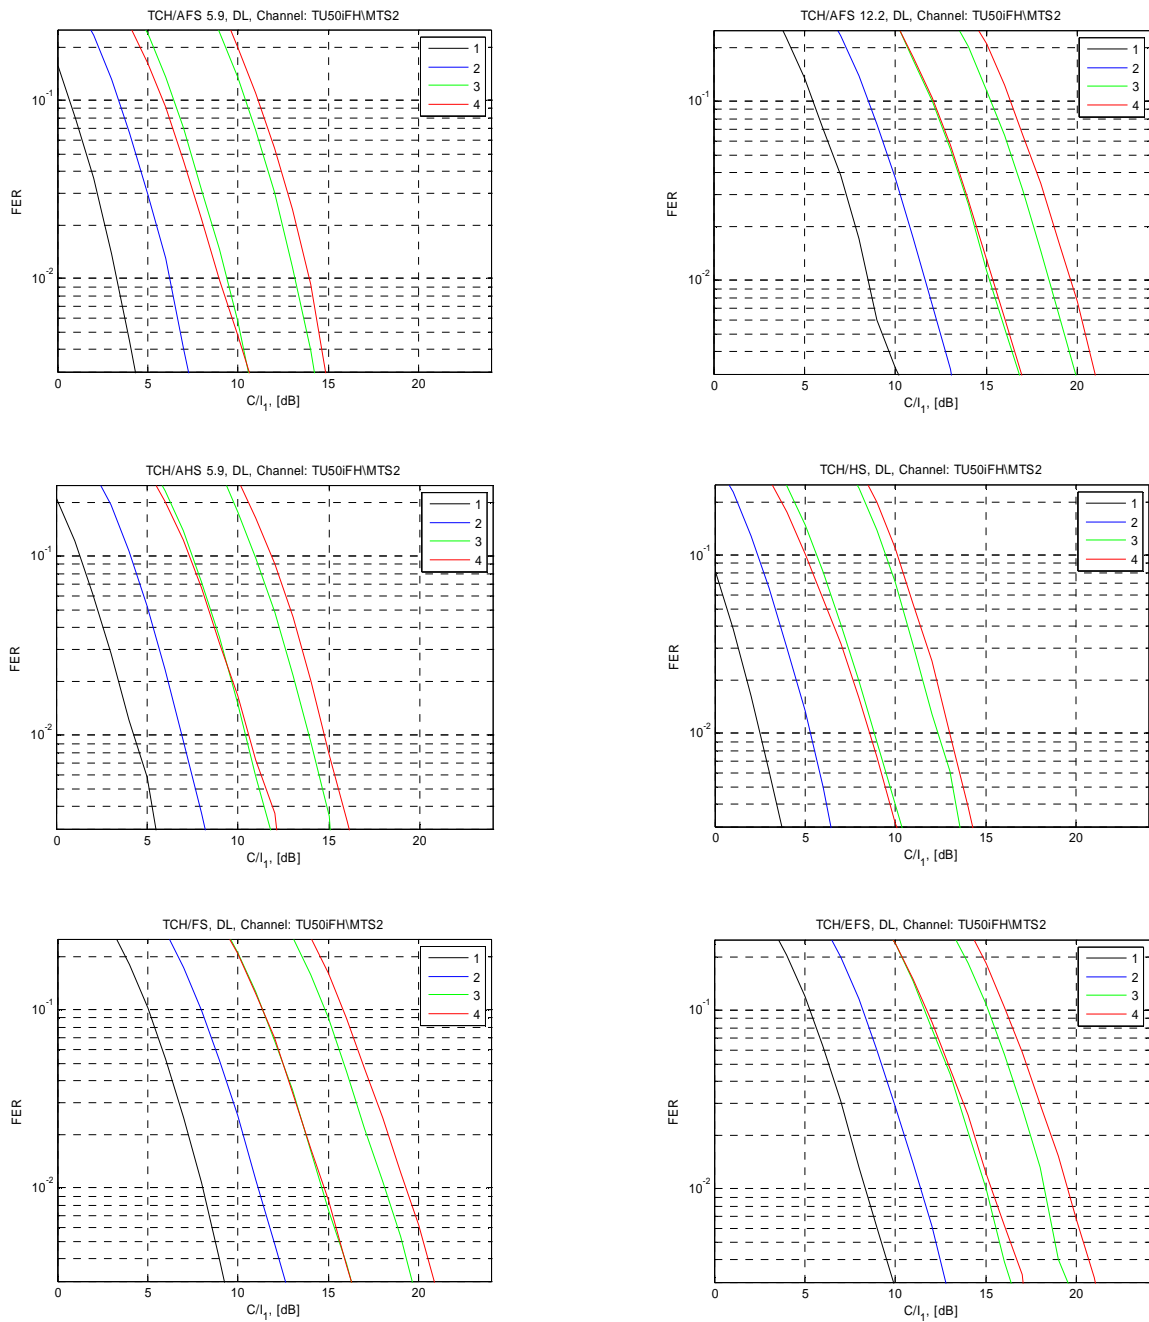 TCH/AFS 5.9, DL, Channel: TU50iFH\MTS2
FER
10-1
10-2
0 5 10 15 20
C/I1, [dB]
1
2
3
4
TCH/AFS 12.2, DL, Channel: TU50iFH\MTS2
FER
10-1
10-2
0 5 10 15 20
C/I1, [dB]
1
2
3
4
TCH/AHS 5.9, DL, Channel: TU50iFH\MTS2
FER
10-1
10-2
0 5 10 15 20
C/I1, [dB]
1
2
3
4
TCH/HS, DL, Channel: TU50iFH\MTS2
FER
10-1
10-2
0 5 10 15 20
C/I1, [dB]
1
2
3
4
TCH/FS, DL, Channel: TU50iFH\MTS2
FER
10-1
10-2
0 5 10 15 20
C/I1, [dB]
1
2
3
4
TCH/EFS, DL, Channel: TU50iFH\MTS2
FER
10-1
10-2
0 5 10 15 20
C/I1, [dB]
1
2
3
4